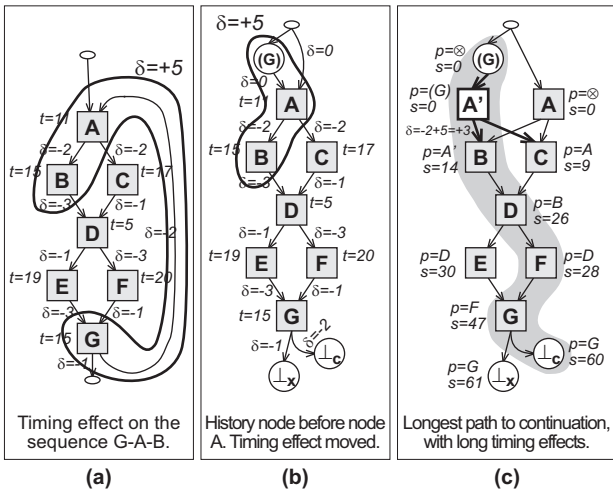 δ=+5
t=11
A
δ=-2
δ=-2
t=15
B
C
t=17
δ=-3
δ=-1
D
t=5
δ=-2
δ=-1
δ=-3
t=19
E
F
t=20
δ=-3
δ=-1
t=15
G
δ=-1
Timing effect on the
sequence G-A-B.
(a)
δ=+5
(G)
δ=0
δ=0
t=11
A
δ=-2
δ=-2
t=15
B
C
t=17
δ=-3
δ=-1
D
t=5
δ=-1
δ=-3
t=19
E
F
t=20
δ=-3
δ=-1
t=15
G
δ=-1
δ=-2
⊥x
⊥c
History node before node
A. Timing effect moved.
(b)
p=⊗
s=0
(G)
p=(G)
s=0
A'
A
p=⊗
s=0
δ=-2+5=+3
p=A'
s=14
B
C
p=A
s=9
D
p=B
s=26
p=D
s=30
E
F
p=D
s=28
p=F
s=47
G
⊥c
p=G
s=60
⊥x
p=G
s=61
Longest path to continuation,
with long timing effects.
(c)